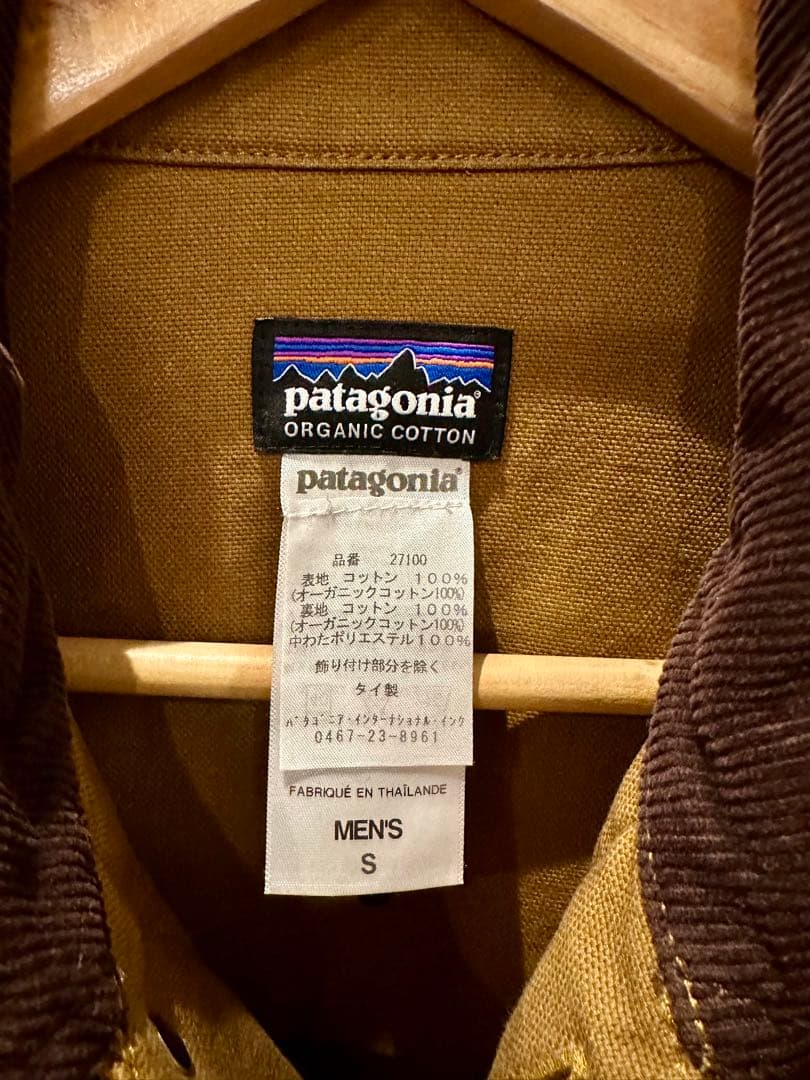 patagonia®
ORGANIC COTTON
patagonia®
品番 27100
表地 コットン 100%
(オーガニックコットン100%)
裏地 コットン 100%
(オーガニックコットン100%)
中わたポリエステル100%
飾り付け部分を除く
タイ製
パタゴニア・インターナショナル・インク
0467-23-8961
FABRIQUÉ EN THAÏLANDE
MEN'S
S